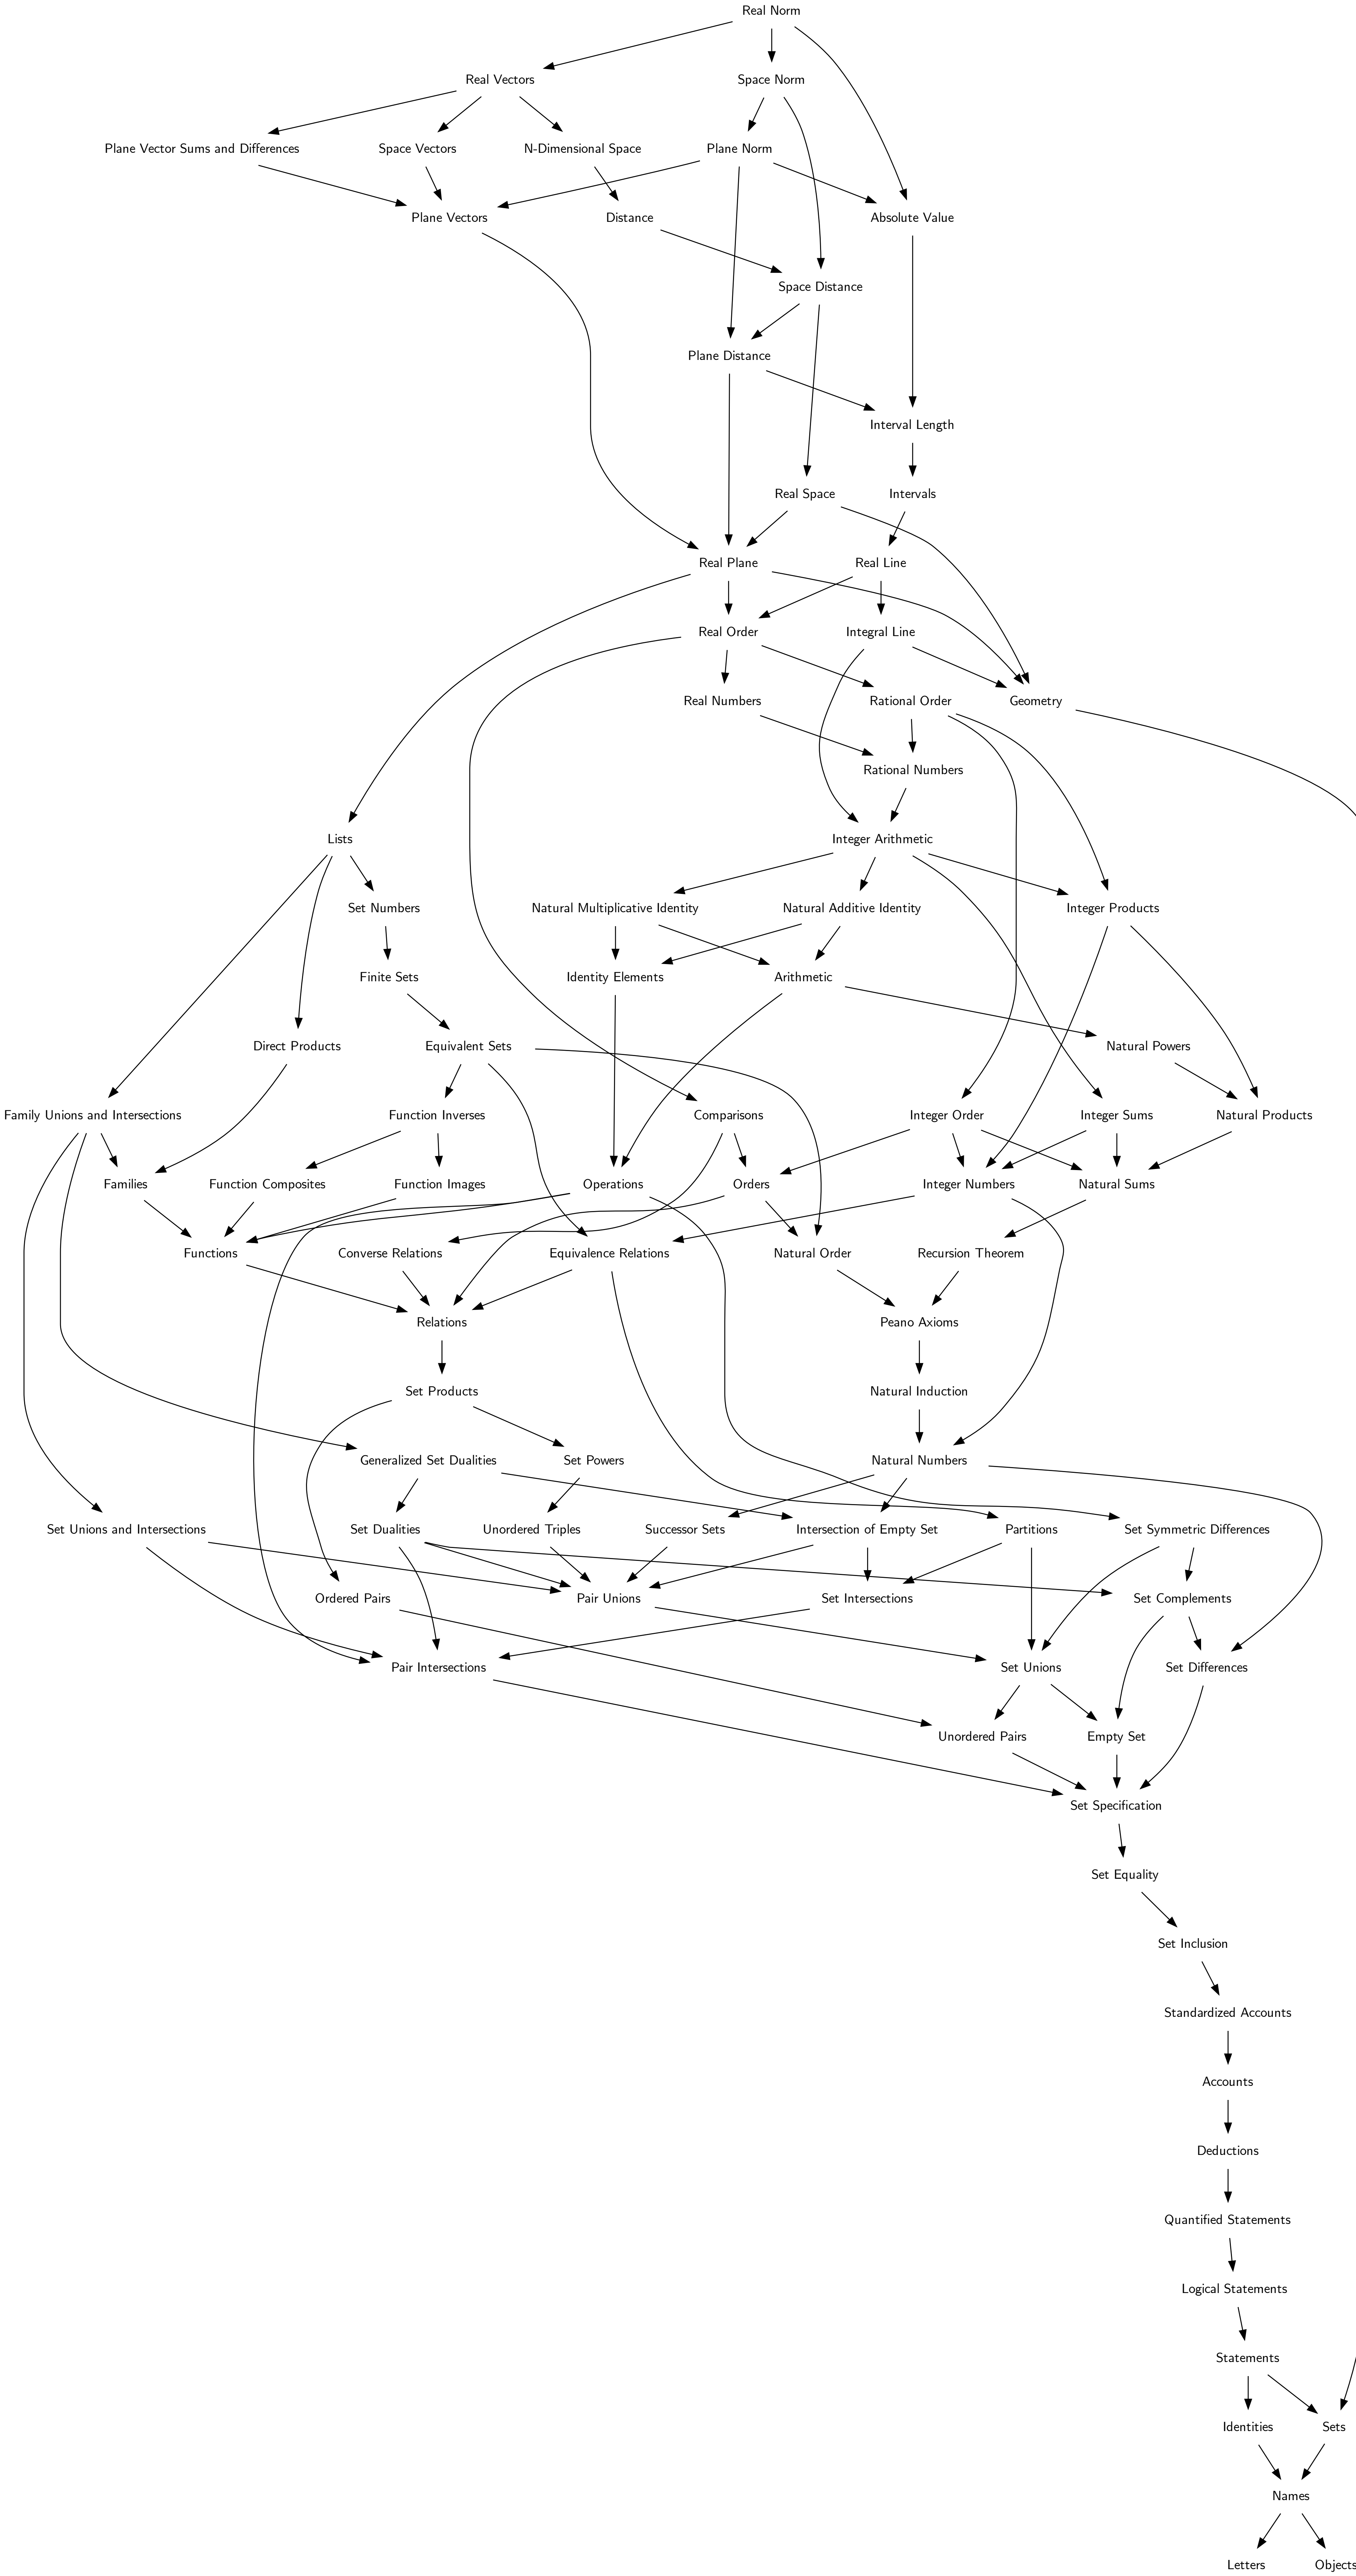 Real Norm
Real Vectors
Space Norm
Plane Vector Sums and Differences
Space Vectors
N-Dimensional Space
Plane Norm
Plane Vectors
Distance
Absolute Value
Space Distance
Plane Distance
Interval Length
Real Space
Intervals
Real Plane
Real Line
Real Order
Integral Line
Real Numbers
Rational Order
Geometry
Rational Numbers
Lists
Integer Arithmetic
Set Numbers
Natural Multiplicative Identity
Natural Additive Identity
Integer Products
Finite Sets
Identity Elements
Arithmetic
Direct Products
Equivalent Sets
Natural Powers
Family Unions and Intersections
Function Inverses
Comparisons
Integer Order
Integer Sums
Natural Products
Families
Function Composites
Function Images
Operations
Orders
Integer Numbers
Natural Sums
Functions
Converse Relations
Equivalence Relations
Natural Order
Recursion Theorem
Relations
Peano Axioms
Set Products
Natural Induction
Generalized Set Dualities
Set Powers
Natural Numbers
Set Unions and Intersections
Set Dualities
Unordered Triples
Successor Sets
Intersection of Empty Set
Partitions
Set Symmetric Differences
Ordered Pairs
Pair Unions
Set Intersections
Set Complements
Pair Intersections
Set Unions
Set Differences
Unordered Pairs
Empty Set
Set Specification
Set Equality
Set Inclusion
Standardized Accounts
Accounts
Deductions
Quantified Statements
Logical Statements
Statements
Identities
Sets
Names
Letters
Objects